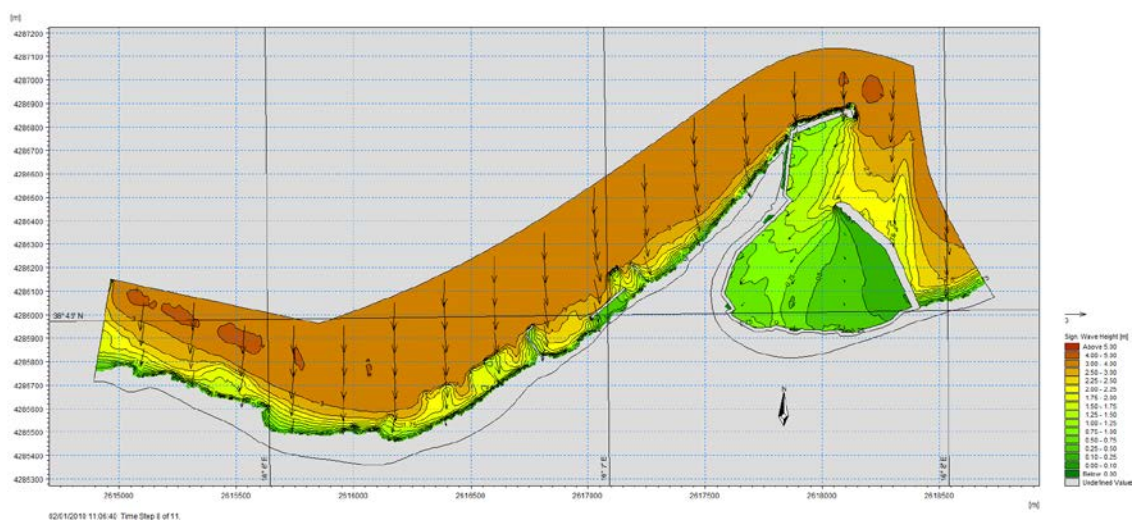 [m]
4287200
4287100
4287000
4286900
4286800
4286700
4286600
4286500
4286400
4286300
4286200
4286100
4286000
4285900
4285800
4285700
4285600
4285500
4285400
4285300
2615000 2615500 2616000 2616500 2617000 2617500 2618000 2618500
[m]
N
3
Sign. Wave Height [m]
Above 5.00
4.00 - 5.00
3.00 - 4.00
2.50 - 3.00
2.25 - 2.50
2.00 - 2.25
1.75 - 2.00
1.50 - 1.75
1.25 - 1.50
1.00 - 1.25
0.75 - 1.00
0.50 - 0.75
0.25 - 0.50
0.10 - 0.25
0.00 - 0.10
Below 0.00
Undefined Value
02/01/2010 11:06:40 Time Step 8 of 11.